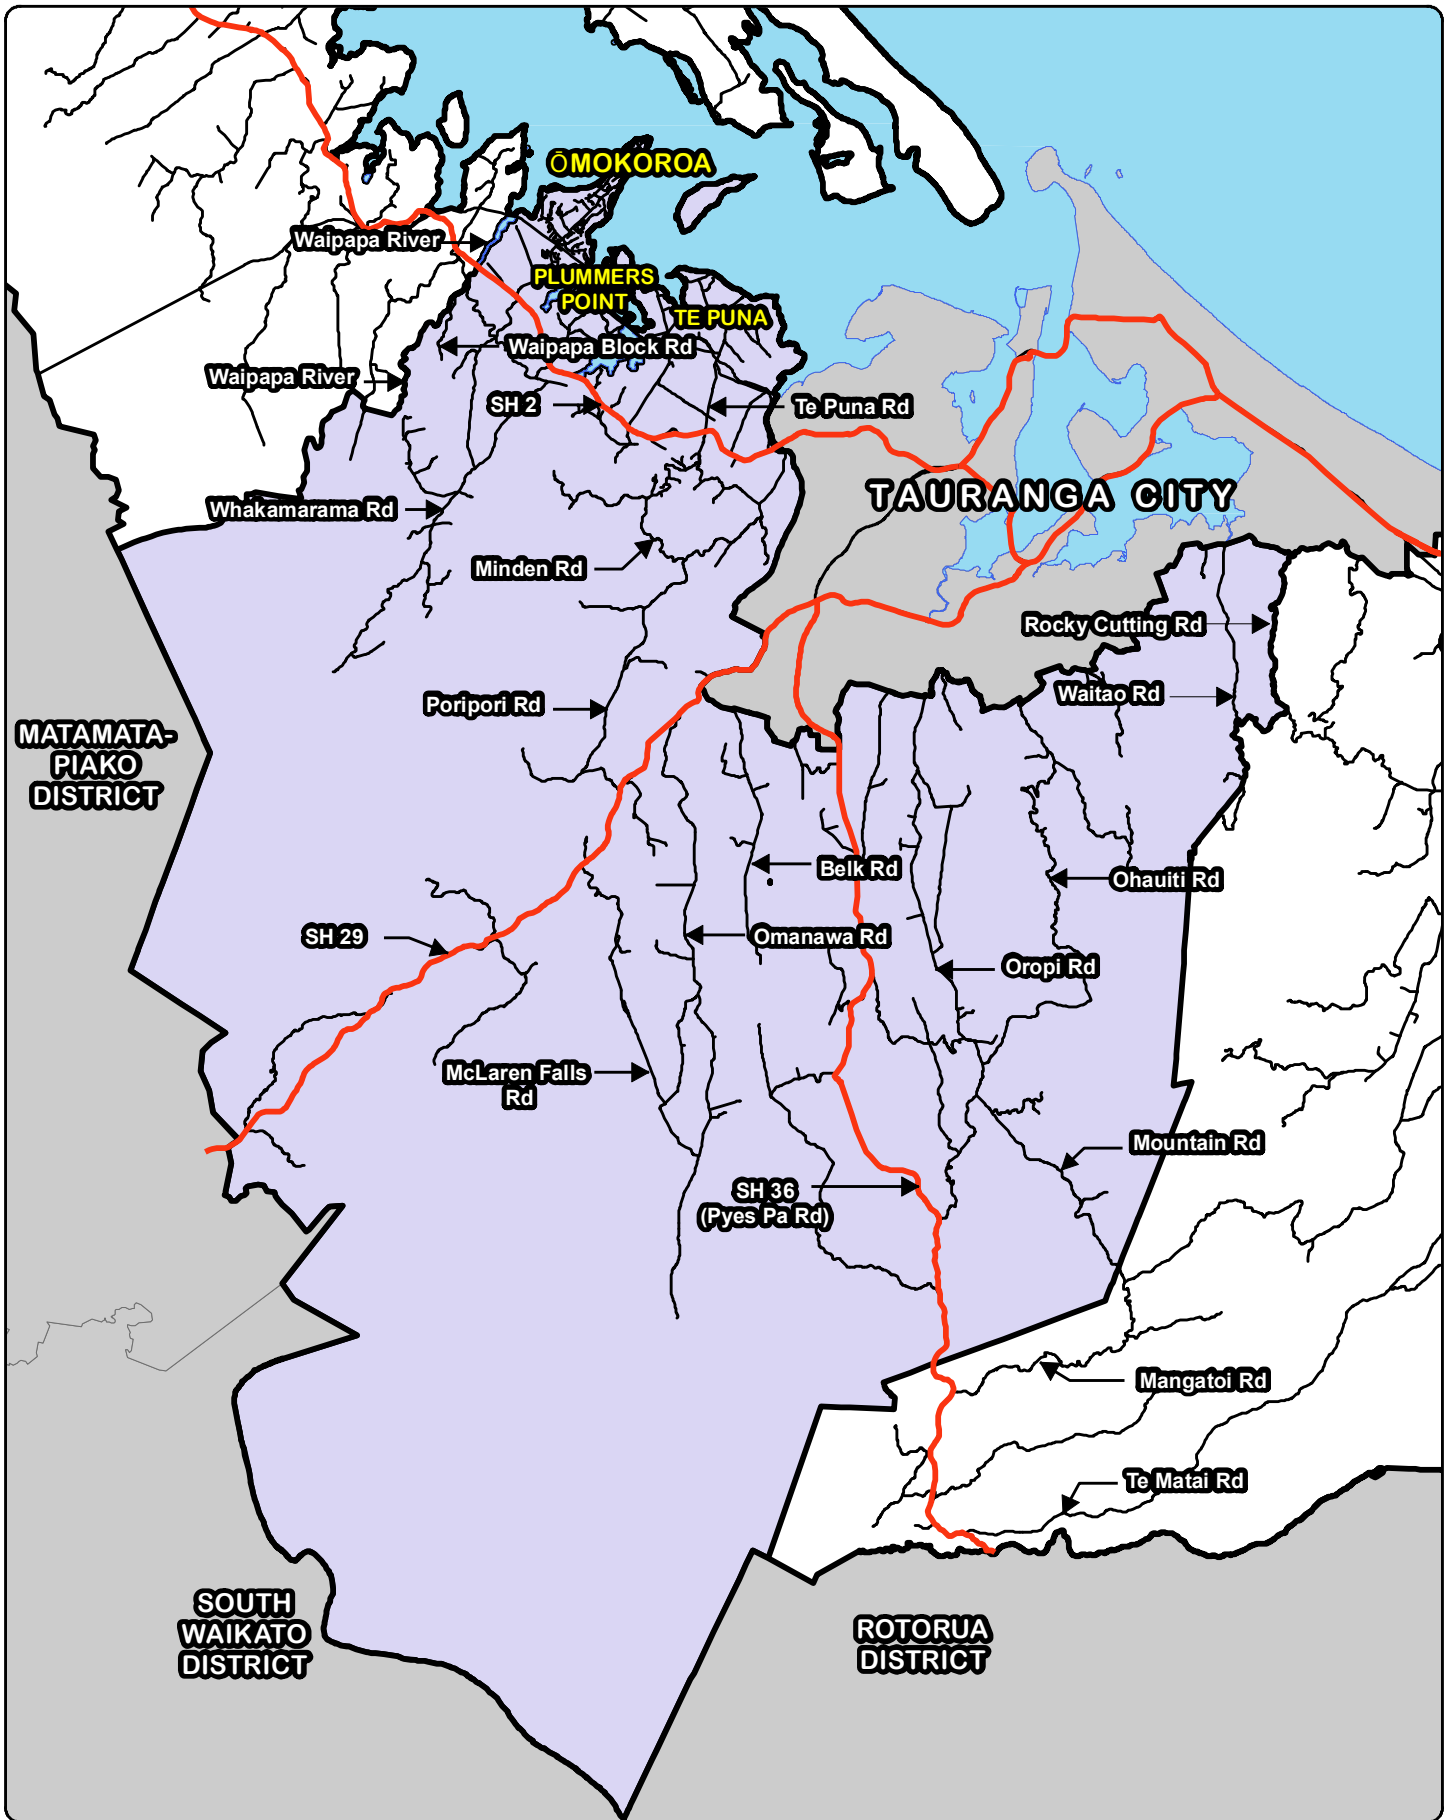 ŌMOKOROA
Waipapa River
PLUMMERS
POINT
TE PUNA
Waipapa Block Rd
Waipapa River
SH 2
Te Puna Rd
TAURANGA CITY
Whakamarama Rd
Minden Rd
Rocky Cutting Rd
Waitao Rd
Poripori Rd
MATAMATA-
PIAKO
DISTRICT
Belk Rd
Ohauiti Rd
SH 29
Omanawa Rd
Oropi Rd
McLaren Falls
Rd
Mountain Rd
SH 36
(Pyes Pa Rd)
Mangatoi Rd
Te Matai Rd
SOUTH
WAIKATO
DISTRICT
ROTORUA
DISTRICT